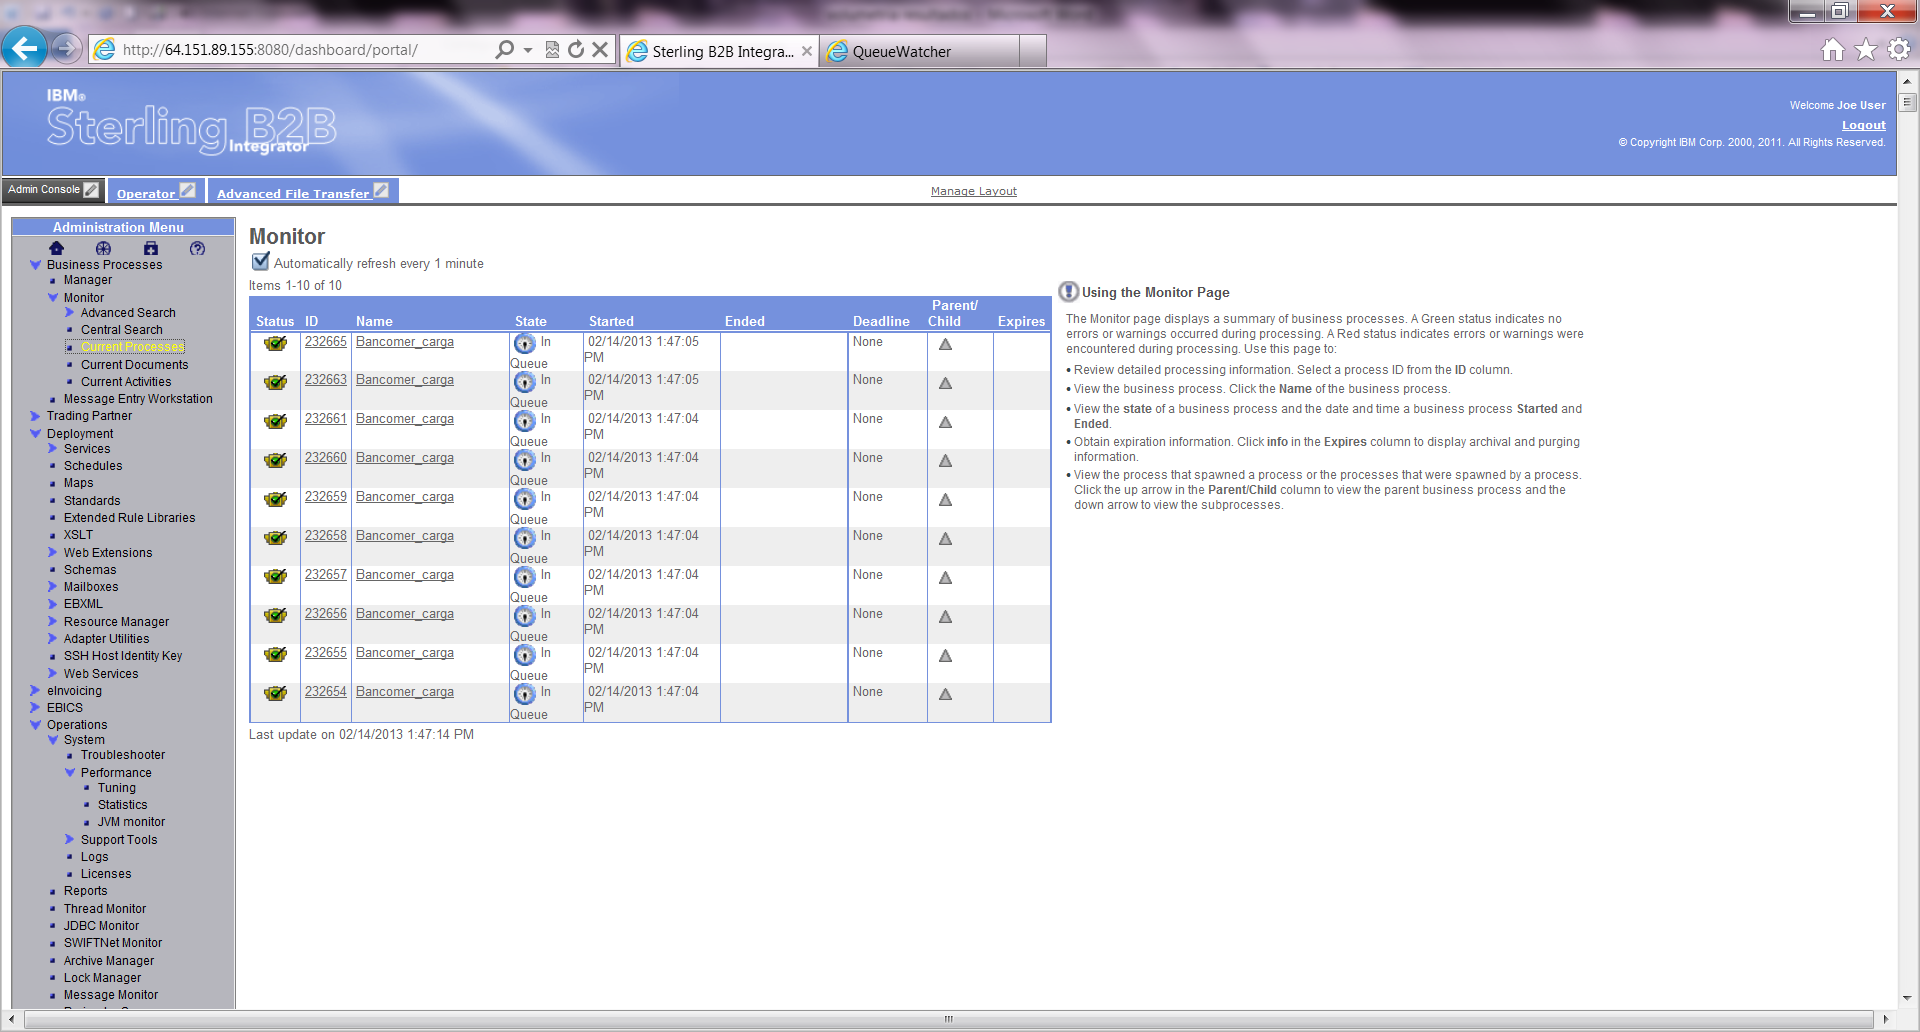 http://64.151.89.155:8080/dashboard/portal/
Sterling B2B Integra...
QueueWatcher
IBM®
Sterling B2B
Integrator
Welcome Joe User
Logout
© Copyright IBM Corp. 2000, 2011. All Rights Reserved.
Admin Console
Operator
Advanced File Transfer
Manage Layout
Administration Menu
Business Processes
Manager
Monitor
Advanced Search
Central Search
Current Processes
Current Documents
Current Activities
Message Entry Workstation
Trading Partner
Deployment
Services
Schedules
Maps
Standards
Extended Rule Libraries
XSLT
Web Extensions
Schemas
Mailboxes
EBXML
Resource Manager
Adapter Utilities
SSH Host Identity Key
Web Services
eInvoicing
EBICS
Operations
System
Troubleshooter
Performance
Tuning
Statistics
JVM monitor
Support Tools
Logs
Licenses
Reports
Thread Monitor
JDBC Monitor
SWIFTNet Monitor
Archive Manager
Lock Manager
Message Monitor
Monitor
Automatically refresh every 1 minute
Items 1-10 of 10
Status ID Name State Started Ended Deadline Parent/ Child Expires
232665 Bancomer_carga In Queue 02/14/2013 1:47:05 PM None
232663 Bancomer_carga In Queue 02/14/2013 1:47:05 PM None
232661 Bancomer_carga In Queue 02/14/2013 1:47:04 PM None
232660 Bancomer_carga In Queue 02/14/2013 1:47:04 PM None
232659 Bancomer_carga In Queue 02/14/2013 1:47:04 PM None
232658 Bancomer_carga In Queue 02/14/2013 1:47:04 PM None
232657 Bancomer_carga In Queue 02/14/2013 1:47:04 PM None
232656 Bancomer_carga In Queue 02/14/2013 1:47:04 PM None
232655 Bancomer_carga In Queue 02/14/2013 1:47:04 PM None
232654 Bancomer_carga In Queue 02/14/2013 1:47:04 PM None
Last update on 02/14/2013 1:47:14 PM
Using the Monitor Page
The Monitor page displays a summary of business processes. A Green status indicates no
errors or warnings occurred during processing. A Red status indicates errors or warnings were
encountered during processing. Use this page to:
• Review detailed processing information. Select a process ID from the ID column.
• View the business process. Click the Name of the business process.
• View the state of a business process and the date and time a business process Started and
Ended.
• Obtain expiration information. Click info in the Expires column to display archival and purging
information.
• View the process that spawned a process or the processes that were spawned by a process.
Click the up arrow in the Parent/Child column to view the parent business process and the
down arrow to view the subprocesses.